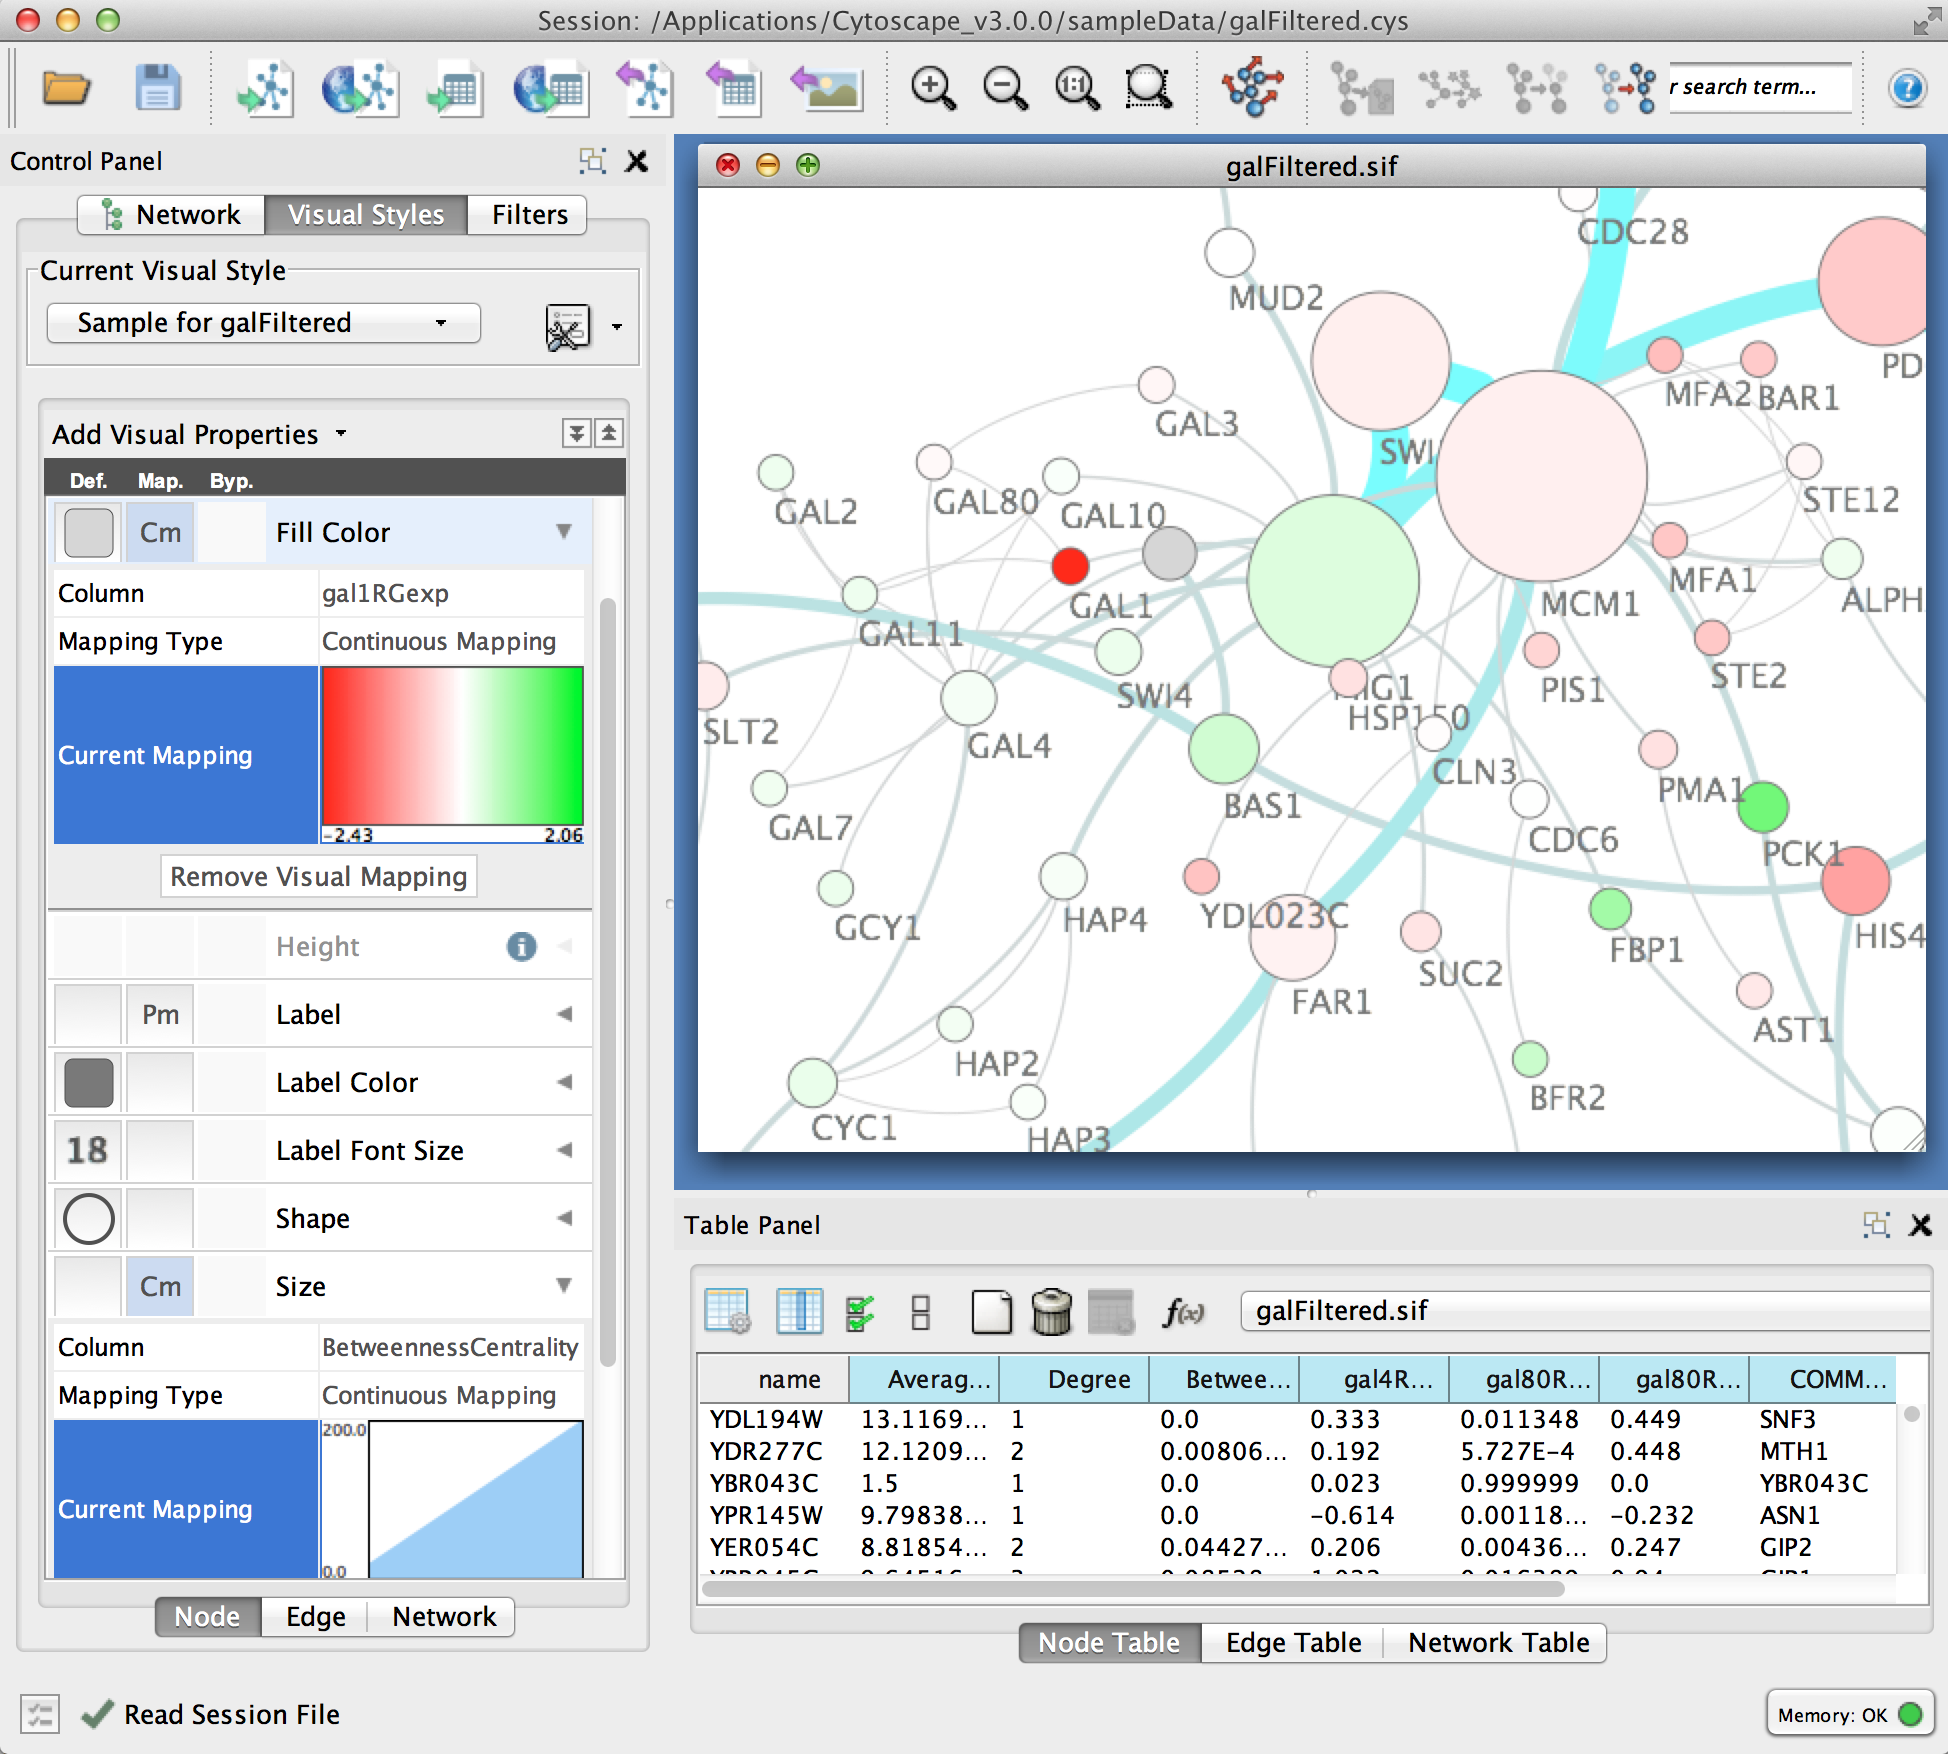 Session: /Applications/Cytoscape_v3.0.0/sampleData/galFiltered.cys
1:1
r search term...
?
Control Panel
Network
Visual Styles
Filters
Current Visual Style
Sample for galFiltered
Add Visual Properties
Def. Map. Byp.
Cm Fill Color
Column gal1RGexp
Mapping Type Continuous Mapping
Current Mapping
-2.43 2.06
Remove Visual Mapping
Height i
Pm Label
Label Color
18 Label Font Size
Shape
Cm Size
Column BetweennessCentrality
Mapping Type Continuous Mapping
200.0
Current Mapping
0.0
Node Edge Network
galFiltered.sif
CDC28
MUD2
PD
MFA2
BAR1
GAL3
SWI
STE12
GAL2
GAL80
GAL10
MFA1
GAL1
MCM1
ALPH
GAL11
STE2
SWI4
PIS1
HSP150
SLT2
GAL4
CLN3
PMA1
BAS1
GAL7
CDC6
PCK1
YDL023C
HAP4
GCY1
HIS4
FBP1
SUC2
FAR1
AST1
HAP2
BFR2
CYC1
HAP3
Table Panel
f(x)
galFiltered.sif
name Averag... Degree Betwee... gal4R... gal80R... gal80R... COMM...
YDL194W 13.1169... 1 0.0 0.333 0.011348 0.449 SNF3
YDR277C 12.1209... 2 0.00806... 0.192 5.727E-4 0.448 MTH1
YBR043C 1.5 1 0.0 0.023 0.999999 0.0 YBR043C
YPR145W 9.79838... 1 0.0 -0.614 0.00118... -0.232 ASN1
YER054C 8.81854... 2 0.04427... 0.206 0.00436... 0.247 GIP2
Node Table Edge Table Network Table
Read Session File
Memory: OK